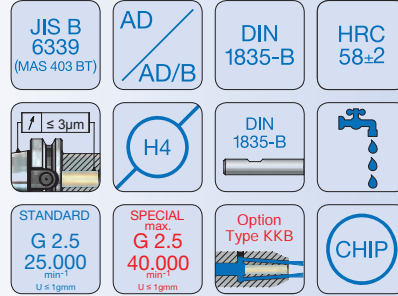 JIS B
6339
(MAS 403 BT)
AD
AD/B
DIN
1835-B
HRC
58±2
≤ 3µm
H4
DIN
1835-B
STANDARD
G 2.5
25.000
min⁻¹
U ≤ 1gmm
SPECIAL
max.
G 2.5
40.000
min⁻¹
U ≤ 1gmm
Option
Type KKB
CHIP